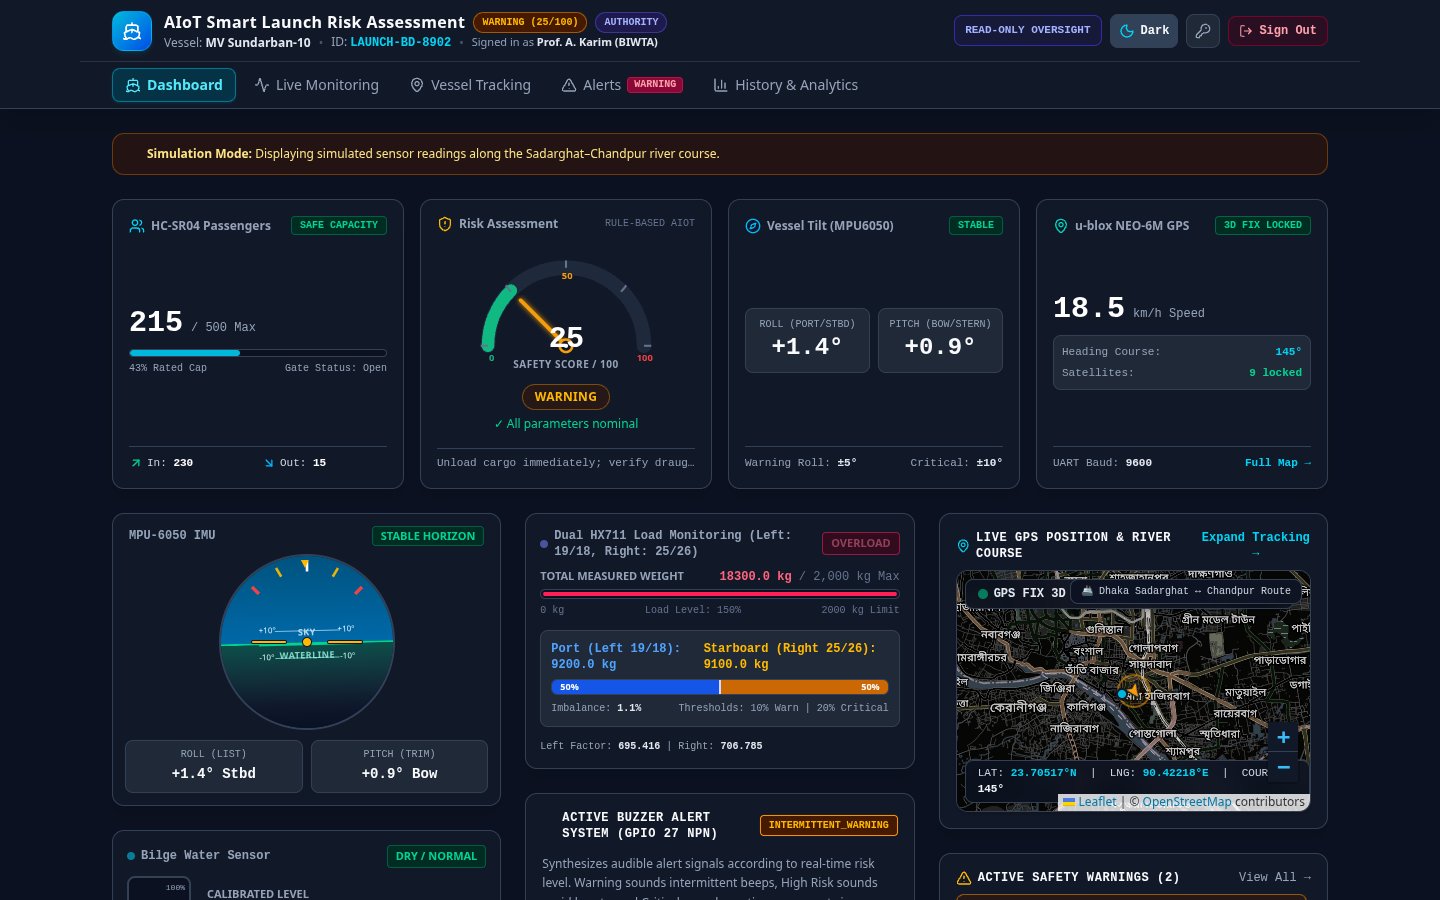 AIoT Smart Launch Risk Assessment WARNING (25/100) AUTHORITY
Vessel: MV Sundarban-10 • ID: LAUNCH-BD-8902 • Signed in as Prof. A. Karim (BIWTA)
READ-ONLY OVERSIGHT Dark Sign Out
Dashboard Live Monitoring Vessel Tracking Alerts WARNING History & Analytics
Simulation Mode: Displaying simulated sensor readings along the Sadarghat–Chandpur river course.
HC-SR04 Passengers SAFE CAPACITY
215 / 500 Max
43% Rated Cap Gate Status: Open
In: 230 Out: 15
Risk Assessment RULE-BASED AIOT
50
25
0 100
SAFETY SCORE / 100
WARNING
✓ All parameters nominal
Unload cargo immediately; verify draug…
Vessel Tilt (MPU6050) STABLE
ROLL (PORT/STBD) PITCH (BOW/STERN)
+1.4° +0.9°
Warning Roll: ±5° Critical: ±10°
u-blox NEO-6M GPS 3D FIX LOCKED
18.5 km/h Speed
Heading Course: 145°
Satellites: 9 locked
UART Baud: 9600 Full Map →
MPU-6050 IMU STABLE HORIZON
+10° SKY +10°
-10° WATERLINE -10°
ROLL (LIST) PITCH (TRIM)
+1.4° Stbd +0.9° Bow
Bilge Water Sensor DRY / NORMAL
100%
CALIBRATED LEVEL
Dual HX711 Load Monitoring (Left:
19/18, Right: 25/26) OVERLOAD
TOTAL MEASURED WEIGHT 18300.0 kg / 2,000 kg Max
0 kg Load Level: 150% 2000 kg Limit
Port (Left 19/18): Starboard (Right 25/26):
9200.0 kg 9100.0 kg
50% 50%
Imbalance: 1.1% Thresholds: 10% Warn | 20% Critical
Left Factor: 695.416 | Right: 706.785
ACTIVE BUZZER ALERT
SYSTEM (GPIO 27 NPN) INTERMITTENT_WARNING
Synthesizes audible alert signals according to real-time risk
level. Warning sounds intermittent beeps, High Risk sounds
LIVE GPS POSITION & RIVER Expand Tracking
COURSE →
GPS FIX 3D Dhaka Sadarghat ↔ Chandpur Route
গ্রীন মডেল টাউন
নবাবগঞ্জ গুলিস্তান
বংশাল গোলাপবাগ
সায়দাবাদ পাড়াডোগার
তাঁতি বাজার
জিঞ্জিরা হাজিরবাগ মাতুয়াইল
কেরানীগঞ্জ কালিগঞ্জ রায়েরবাগ
নাজিরাবাগ পোস্তগোলা স্মৃতিধারা
শ্যামপুর
+
−
LAT: 23.70517°N | LNG: 90.42218°E | COUR
145°
Leaflet | © OpenStreetMap contributors
ACTIVE SAFETY WARNINGS (2) View All →